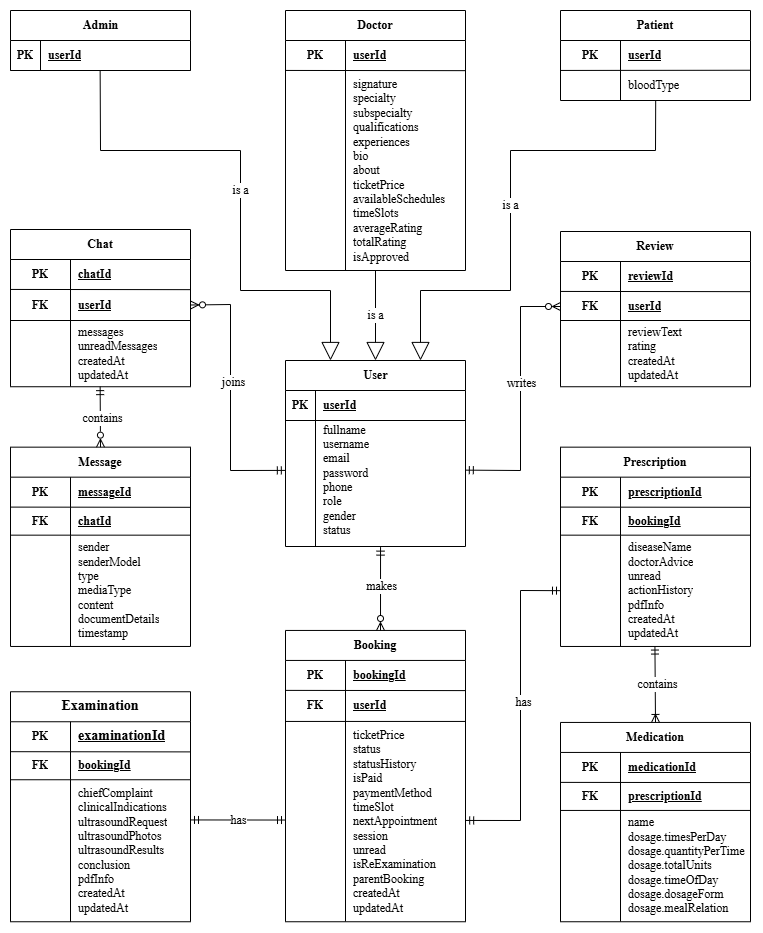 Admin
PK userId
Doctor
PK userId
signature
specialty
subspecialty
qualifications
experiences
bio
about
ticketPrice
availableSchedules
timeSlots
averageRating
totalRating
isApproved
Patient
PK userId
bloodType
is a
is a
is a
Chat
PK chatId
FK userId
messages
unreadMessages
createdAt
updatedAt
joins
Review
PK reviewId
FK userId
reviewText
rating
createdAt
updatedAt
writes
User
PK userId
fullname
username
email
password
phone
role
gender
status
contains
Message
PK messageId
FK chatId
sender
senderModel
type
mediaType
content
documentDetails
timestamp
makes
Prescription
PK prescriptionId
FK bookingId
diseaseName
doctorAdvice
unread
actionHistory
pdfInfo
createdAt
updatedAt
contains
has
Booking
PK bookingId
FK userId
ticketPrice
status
statusHistory
isPaid
paymentMethod
timeSlot
nextAppointment
session
unread
isReExamination
parentBooking
createdAt
updatedAt
Examination
PK examinationId
FK bookingId
chiefComplaint
clinicalIndications
ultrasoundRequest
ultrasoundPhotos
ultrasoundResults
conclusion
pdfInfo
createdAt
updatedAt
has
Medication
PK medicationId
FK prescriptionId
name
dosage.timesPerDay
dosage.quantityPerTime
dosage.totalUnits
dosage.timeOfDay
dosage.dosageForm
dosage.mealRelation